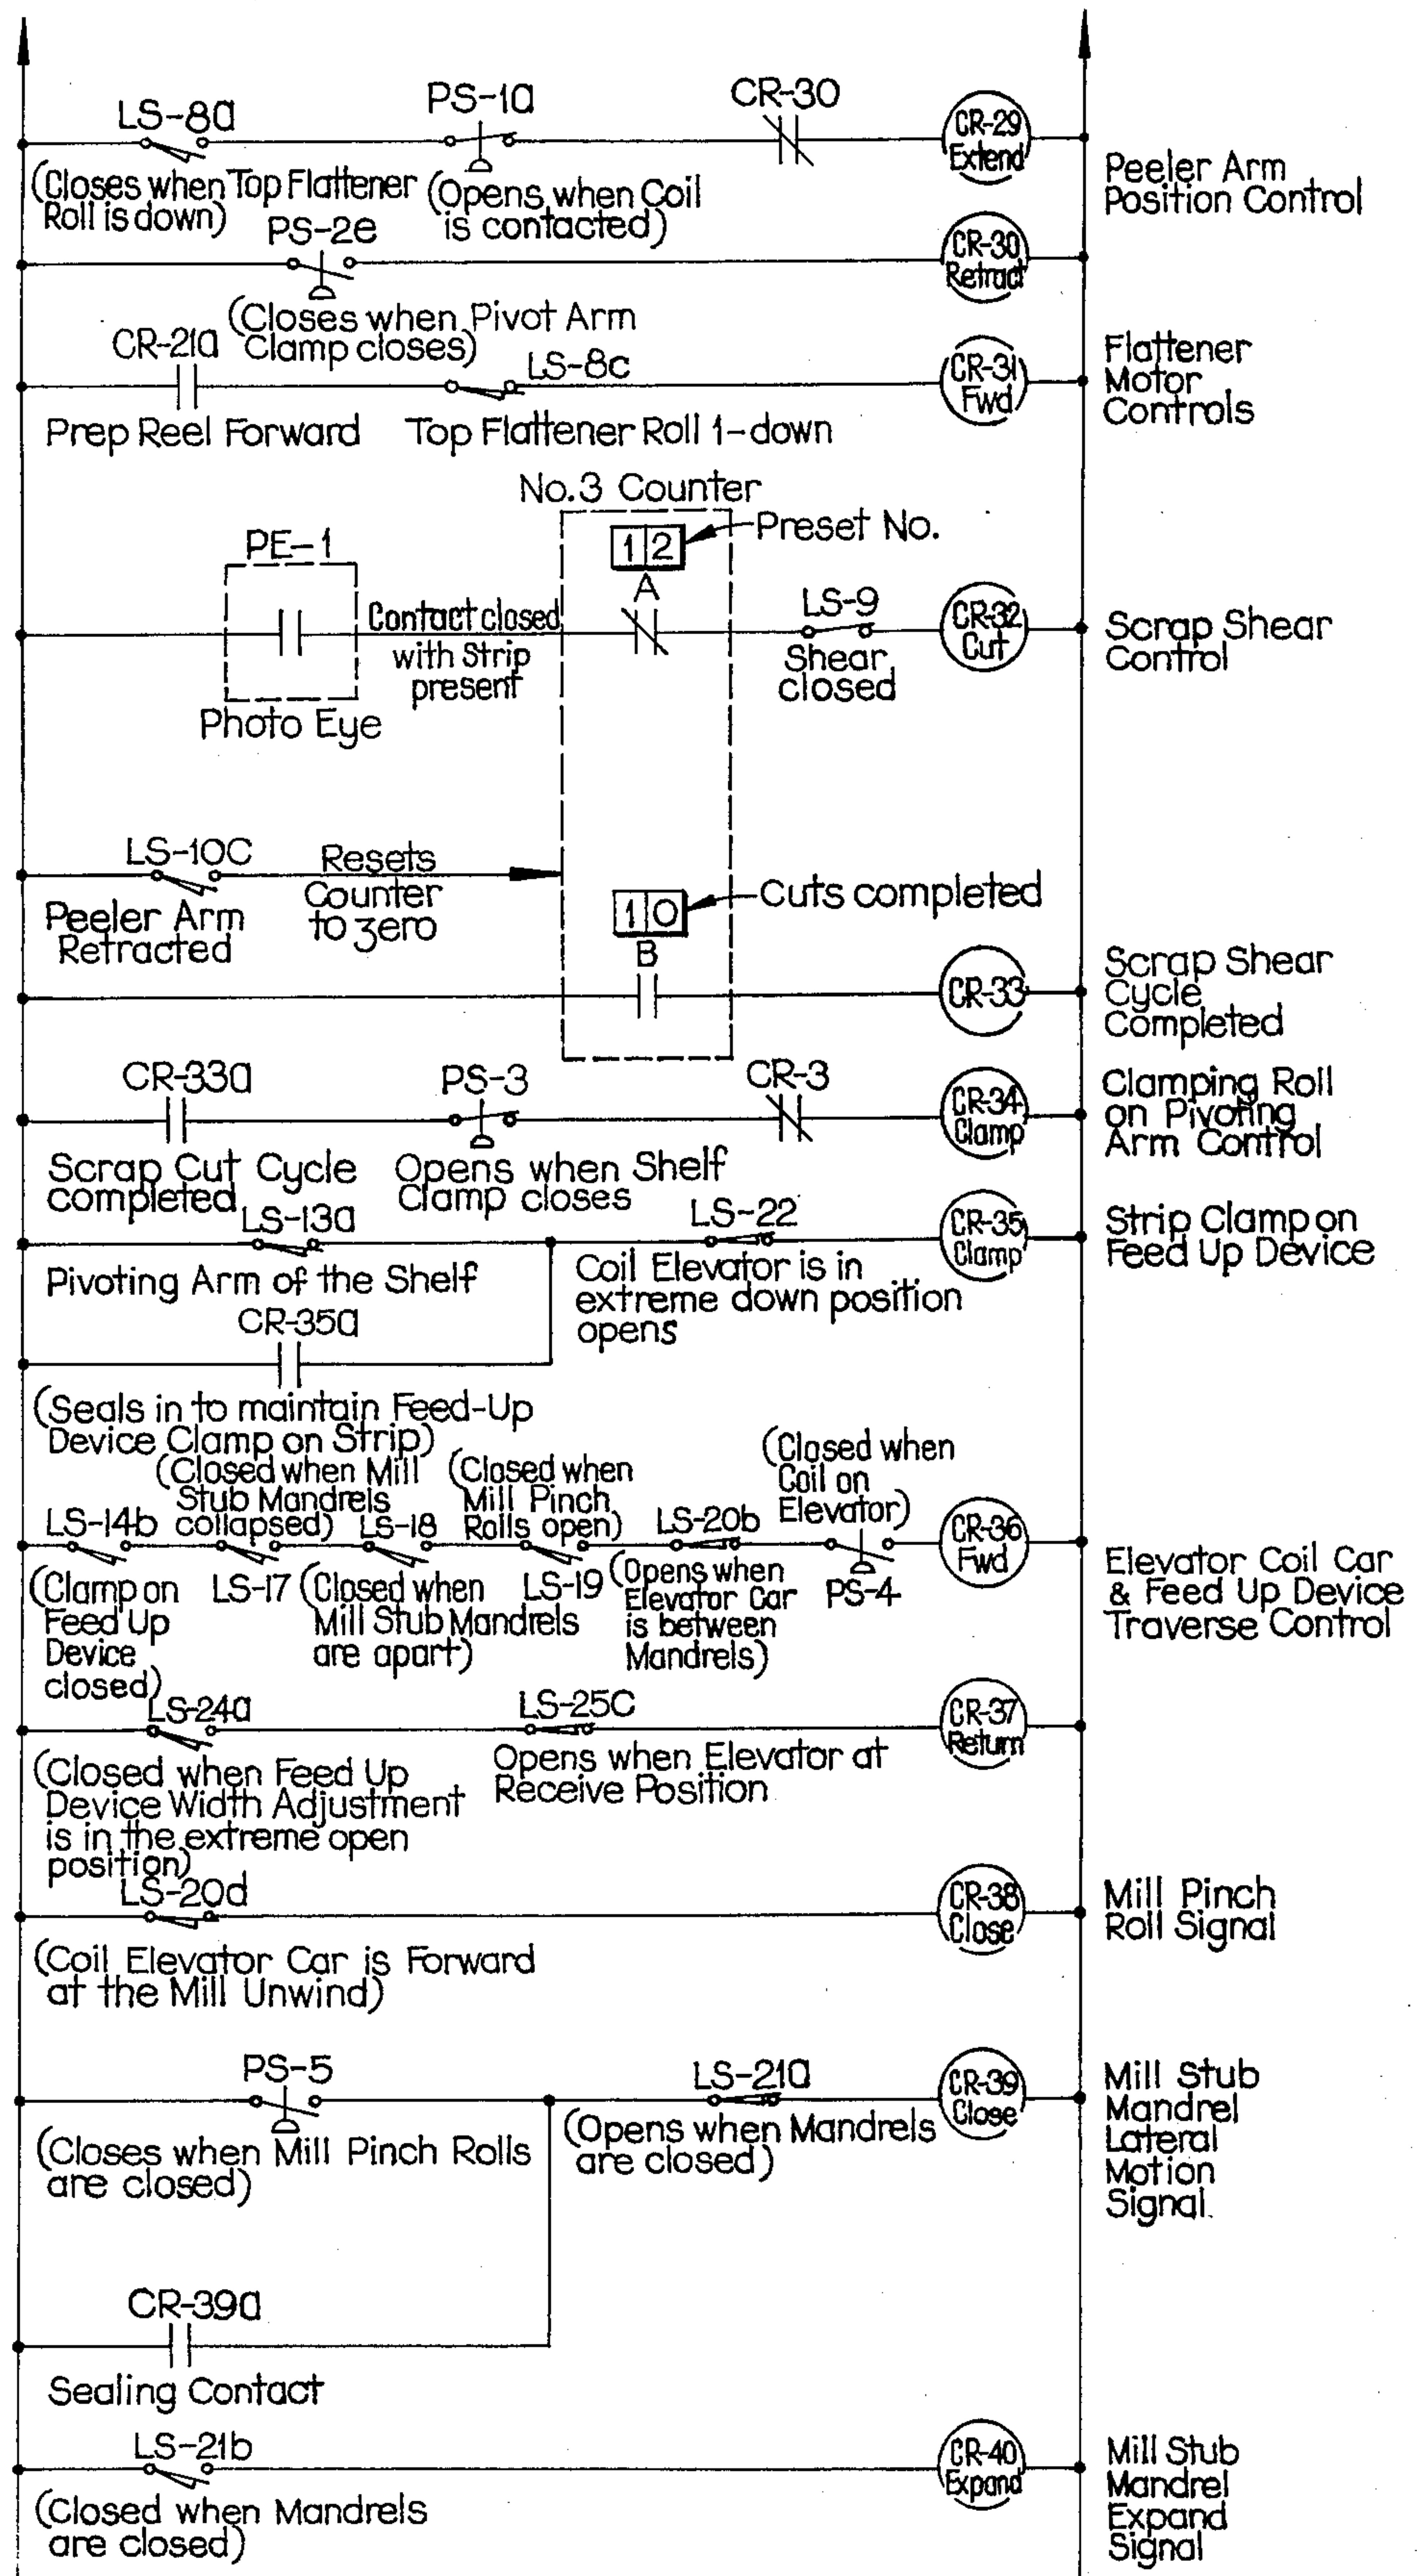 LS-8a
PS-1a
CR-30
CR-29
Extend
(Closes when Top Flattener
Roll is down)
(Opens when Coil
is contacted)
Peeler Arm
Position Control
PS-2e
CR-30
Retract
(Closes when Pivot Arm
Clamp closes)
CR-21a
LS-8c
CR-31
Fwd
Flattener
Motor
Controls
Prep Reel Forward
Top Flattener Roll 1-down
No.3 Counter
12
Preset No.
PE-1
A
Contact closed
with Strip
present
LS-9
Shear
closed
CR-32
Cut
Scrap Shear
Control
Photo Eye
LS-10C
Resets
Counter
to zero
Peeler Arm
Retracted
10
Cuts completed
B
CR-33
Scrap Shear
Cycle
Completed
CR-33a
PS-3
CR-3
CR-34
Clamp
Clamping Roll
on Pivoting
Arm Control
Scrap Cut Cycle
completed
Opens when Shelf
Clamp closes
LS-13a
LS-22
CR-35
Clamp
Strip Clamp on
Feed Up Device
Pivoting Arm of the Shelf
Coil Elevator is in
extreme down position
opens
CR-35a
(Seals in to maintain Feed-Up
Device Clamp on Strip)
(Closed when Mill
Stub Mandrels
collapsed)
(Closed when
Mill Pinch
Rolls open)
(Closed when
Coil on
Elevator)
LS-14b
LS-18
LS-20b
CR-36
Fwd
(Clamp on
Feed Up
Device
closed)
LS-17
(Closed when
Mill Stub Mandrels
are apart)
LS-19
(Opens when
Elevator Car
is between
Mandrels)
PS-4
Elevator Coil Car
& Feed Up Device
Traverse Control
LS-24a
LS-25C
CR-37
Return
(Closed when Feed Up
Device Width Adjustment
is in the extreme open
position)
Opens when Elevator at
Receive Position
LS-20d
CR-38
Close
Mill Pinch
Roll Signal
(Coil Elevator Car is Forward
at the Mill Unwind)
PS-5
LS-21a
CR-39
Close
Mill Stub
Mandrel
Lateral
Motion
Signal
(Closes when Mill Pinch Rolls
are closed)
(Opens when Mandrels
are closed)
CR-39a
Sealing Contact
LS-21b
CR-40
Expand
Mill Stub
Mandrel
Expand
Signal
(Closed when Mandrels
are closed)